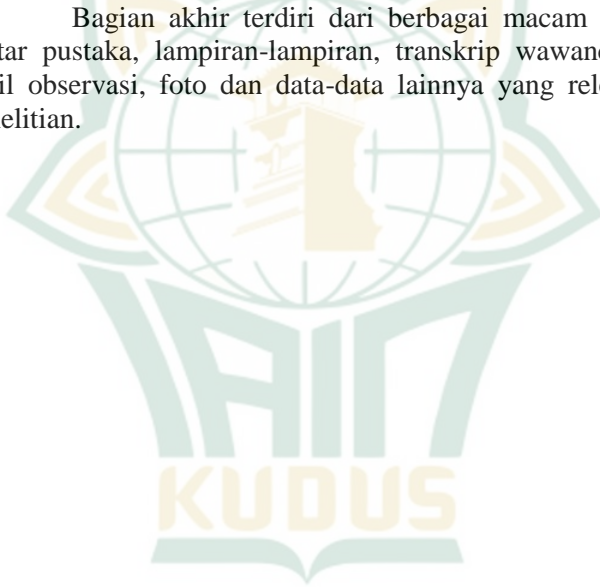 Bagian akhir terdiri dari berbagai macam
tar pustaka, lampiran-lampiran, transkrip wawanc
il observasi, foto dan data-data lainnya yang rele
elitian.
IAIN
KUDUS